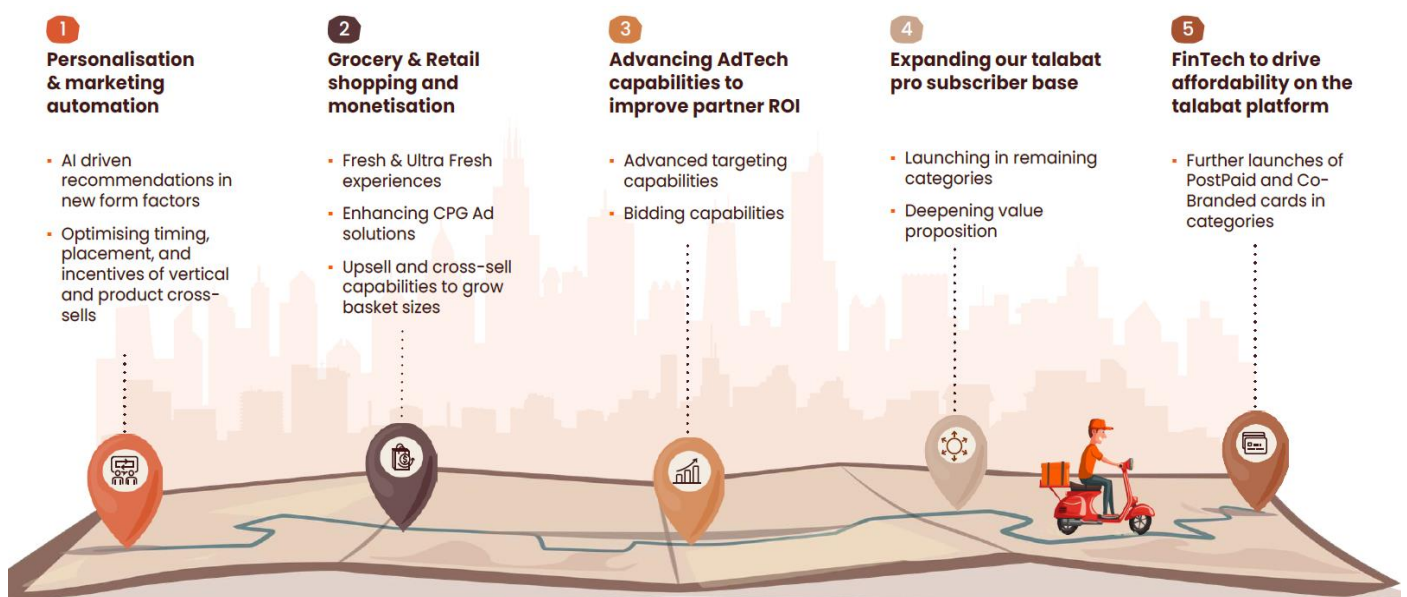 1
Personalisation
& marketing
automation
▪ AI driven
recommendations in
new form factors
▪ Optimising timing,
placement, and
incentives of vertical
and product cross-
sells
2
Grocery & Retail
shopping and
monetisation
▪ Fresh & Ultra Fresh
experiences
▪ Enhancing CPG Ad
solutions
▪ Upsell and cross-sell
capabilities to grow
basket sizes
3
Advancing AdTech
capabilities to
improve partner ROI
▪ Advanced targeting
capabilities
▪ Bidding capabilities
4
Expanding our talabat
pro subscriber base
▪ Launching in remaining
categories
▪ Deepening value
proposition
5
FinTech to drive
affordability on the
talabat platform
▪ Further launches of
PostPaid and Co-
Branded cards in
categories